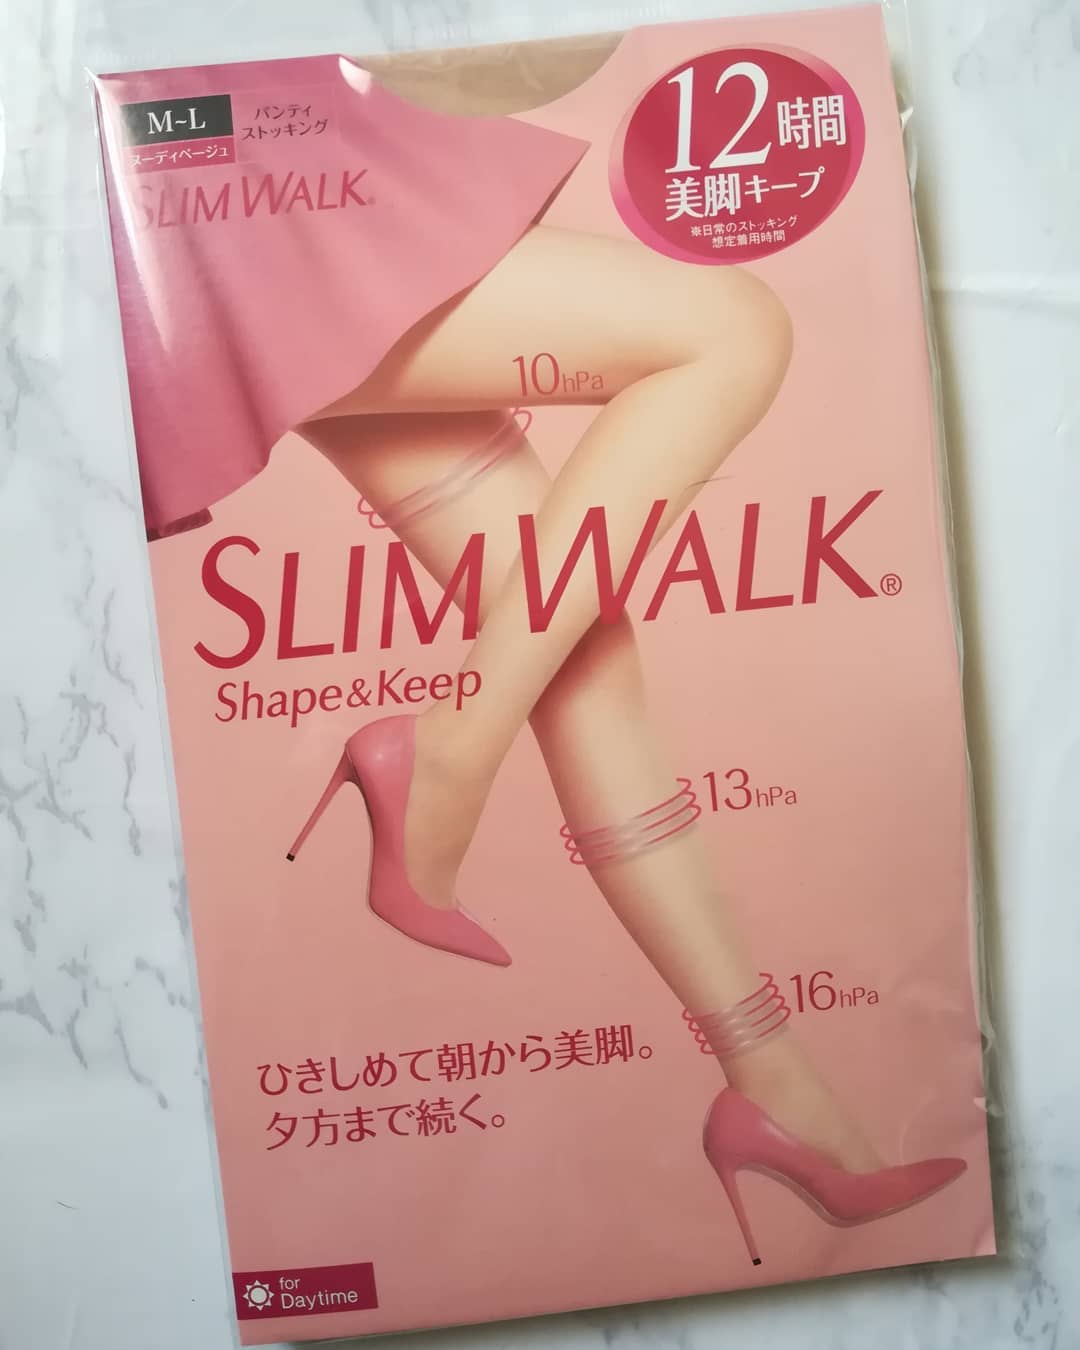 M~L
パンティ
ストッキング
ヌーディベージュ
SLIM WALK®
12時間
美脚キープ
※日常のストッキング
想定着用時間
10hPa
SLIM WALK®
Shape&Keep
13hPa
16hPa
ひきしめて朝から美脚。
夕方まで続く。
for
Daytime